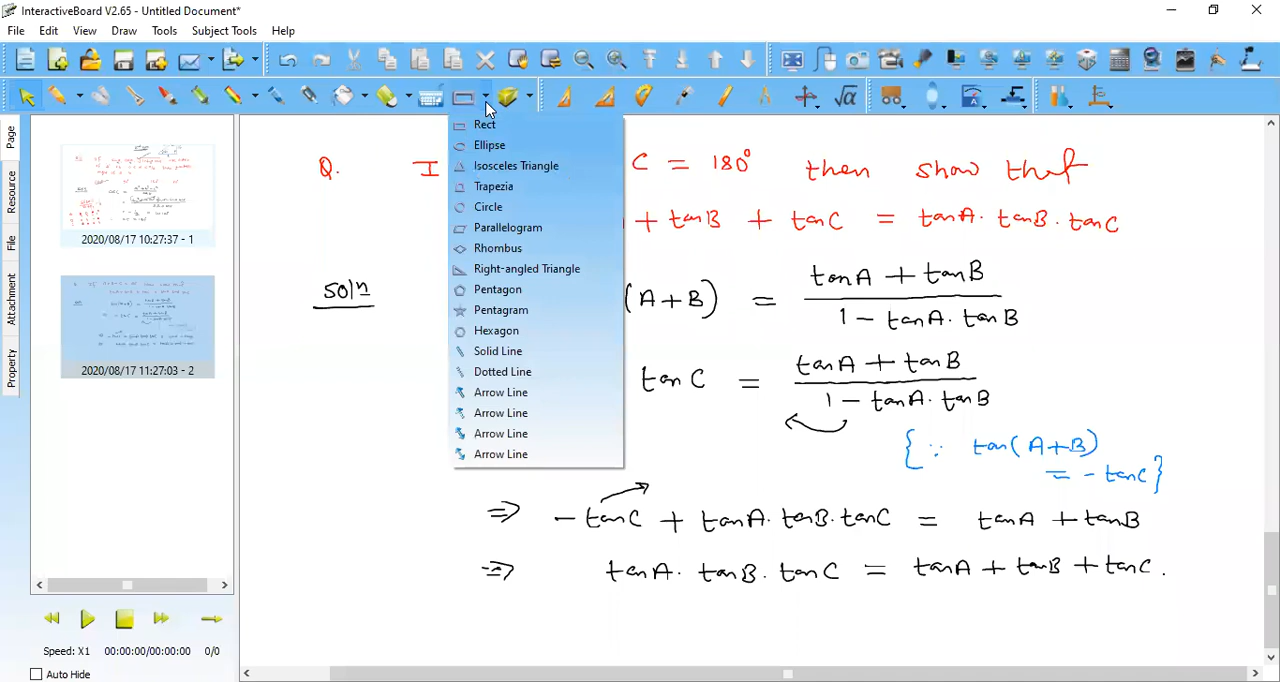 InteractiveBoard V2.65 - Untitled Document*
File Edit View Draw Tools Subject Tools Help
Page
Resource
File
Attachment
Property
2020/08/17 10:27:37 - 1
2020/08/17 11:27:03 - 2
Speed: X1 00:00:00/00:00:00 0/0
Auto Hide
Rect
Ellipse
Isosceles Triangle
Trapezia
Circle
Parallelogram
Rhombus
Right-angled Triangle
Pentagon
Pentagram
Hexagon
Solid Line
Dotted Line
Arrow Line
Arrow Line
Arrow Line
Arrow Line
Q. I C = 180° then show that
+ tanB + tanC = tanA. tanB. tanC
soln (A+B) = tanA + tanB
1 - tanA. tanB
tanC = tanA + tanB
1 - tanA. tanB
{∵ tan(A+B)
= -tanC}
⇒ -tanC + tanA. tanB. tanC = tanA + tanB
⇒ tanA. tanB. tanC = tanA + tanB + tanC.